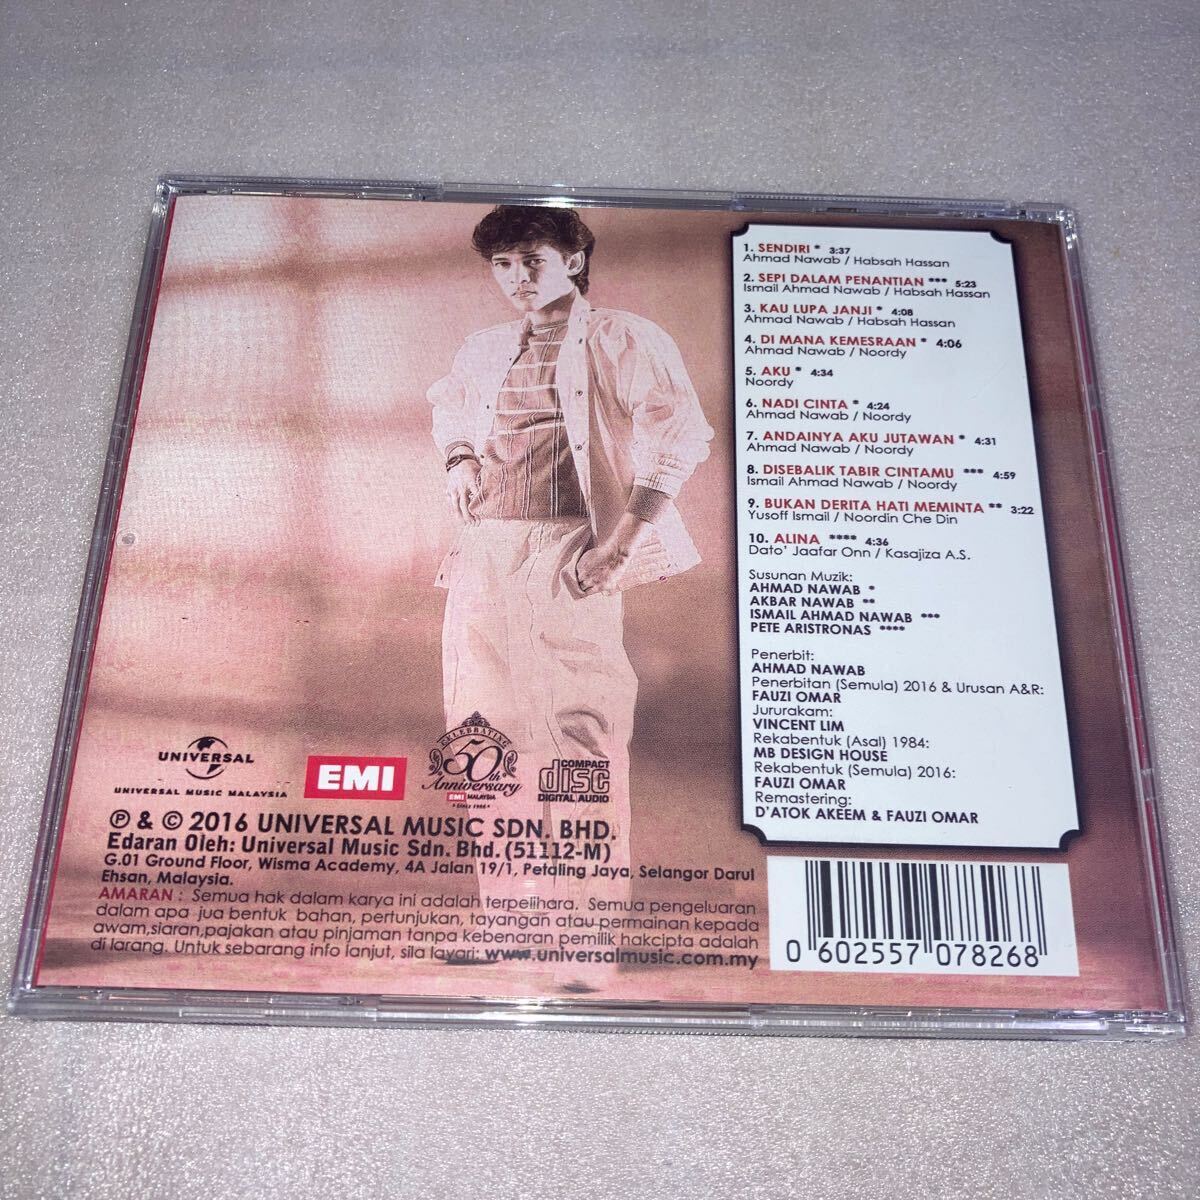 1. SENDIRI * 3:37
Ahmad Nawab / Habsah Hassan
2. SEPI DALAM PENANTIAN *** 5:23
Ismail Ahmad Nawab / Habsah Hassan
3. KAU LUPA JANJI * 4:08
Ahmad Nawab / Habsah Hassan
4. DI MANA KEMESRAAN * 4:06
Ahmad Nawab / Noordy
5. AKU * 4:34
Noordy
6. NADI CINTA * 4:24
Ahmad Nawab / Noordy
7. ANDAINYA AKU JUTAWAN * 4:31
Ahmad Nawab / Noordy
8. DISEBALIK TABIR CINTAMU *** 4:59
Ismail Ahmad Nawab / Noordy
9. BUKAN DERITA HATI MEMINTA ** 3:22
Yusoff Ismail / Noordin Che Din
10. ALINA **** 4:36
Dato' Jaafar Onn / Kasajiza A.S.
Susunan Muzik:
AHMAD NAWAB *
AKBAR NAWAB **
ISMAIL AHMAD NAWAB ***
PETE ARISTRONAS ****
Penerbit:
AHMAD NAWAB
Penerbitan (Semula) 2016 & Urusan A&R:
FAUZI OMAR
Jururakam:
VINCENT LIM
Rekabentuk (Asal) 1984:
MB DESIGN HOUSE
Rekabentuk (Semula) 2016:
FAUZI OMAR
Remastering:
D'ATOK AKEEM & FAUZI OMAR
UNIVERSAL
UNIVERSAL MUSIC MALAYSIA
EMI
CELEBRATING
50th
Anniversary
EMI MALAYSIA
COMPACT
disc
DIGITAL AUDIO
℗ & © 2016 UNIVERSAL MUSIC SDN. BHD.
Edaran Oleh: Universal Music Sdn. Bhd. (51112-M)
G.01 Ground Floor, Wisma Academy, 4A Jalan 19/1, Petaling Jaya, Selangor Darul
Ehsan, Malaysia.
AMARAN : Semua hak dalam karya ini adalah terpelihara. Semua pengeluaran
dalam apa jua bentuk bahan, pertunjukan, tayangan atau permainan kepada
awam,siaran,pajakan atau pinjaman tanpa kebenaran pemilik hakcipta adalah
di larang. Untuk sebarang info lanjut, sila layari: www.universalmusic.com.my
0 602557 078268